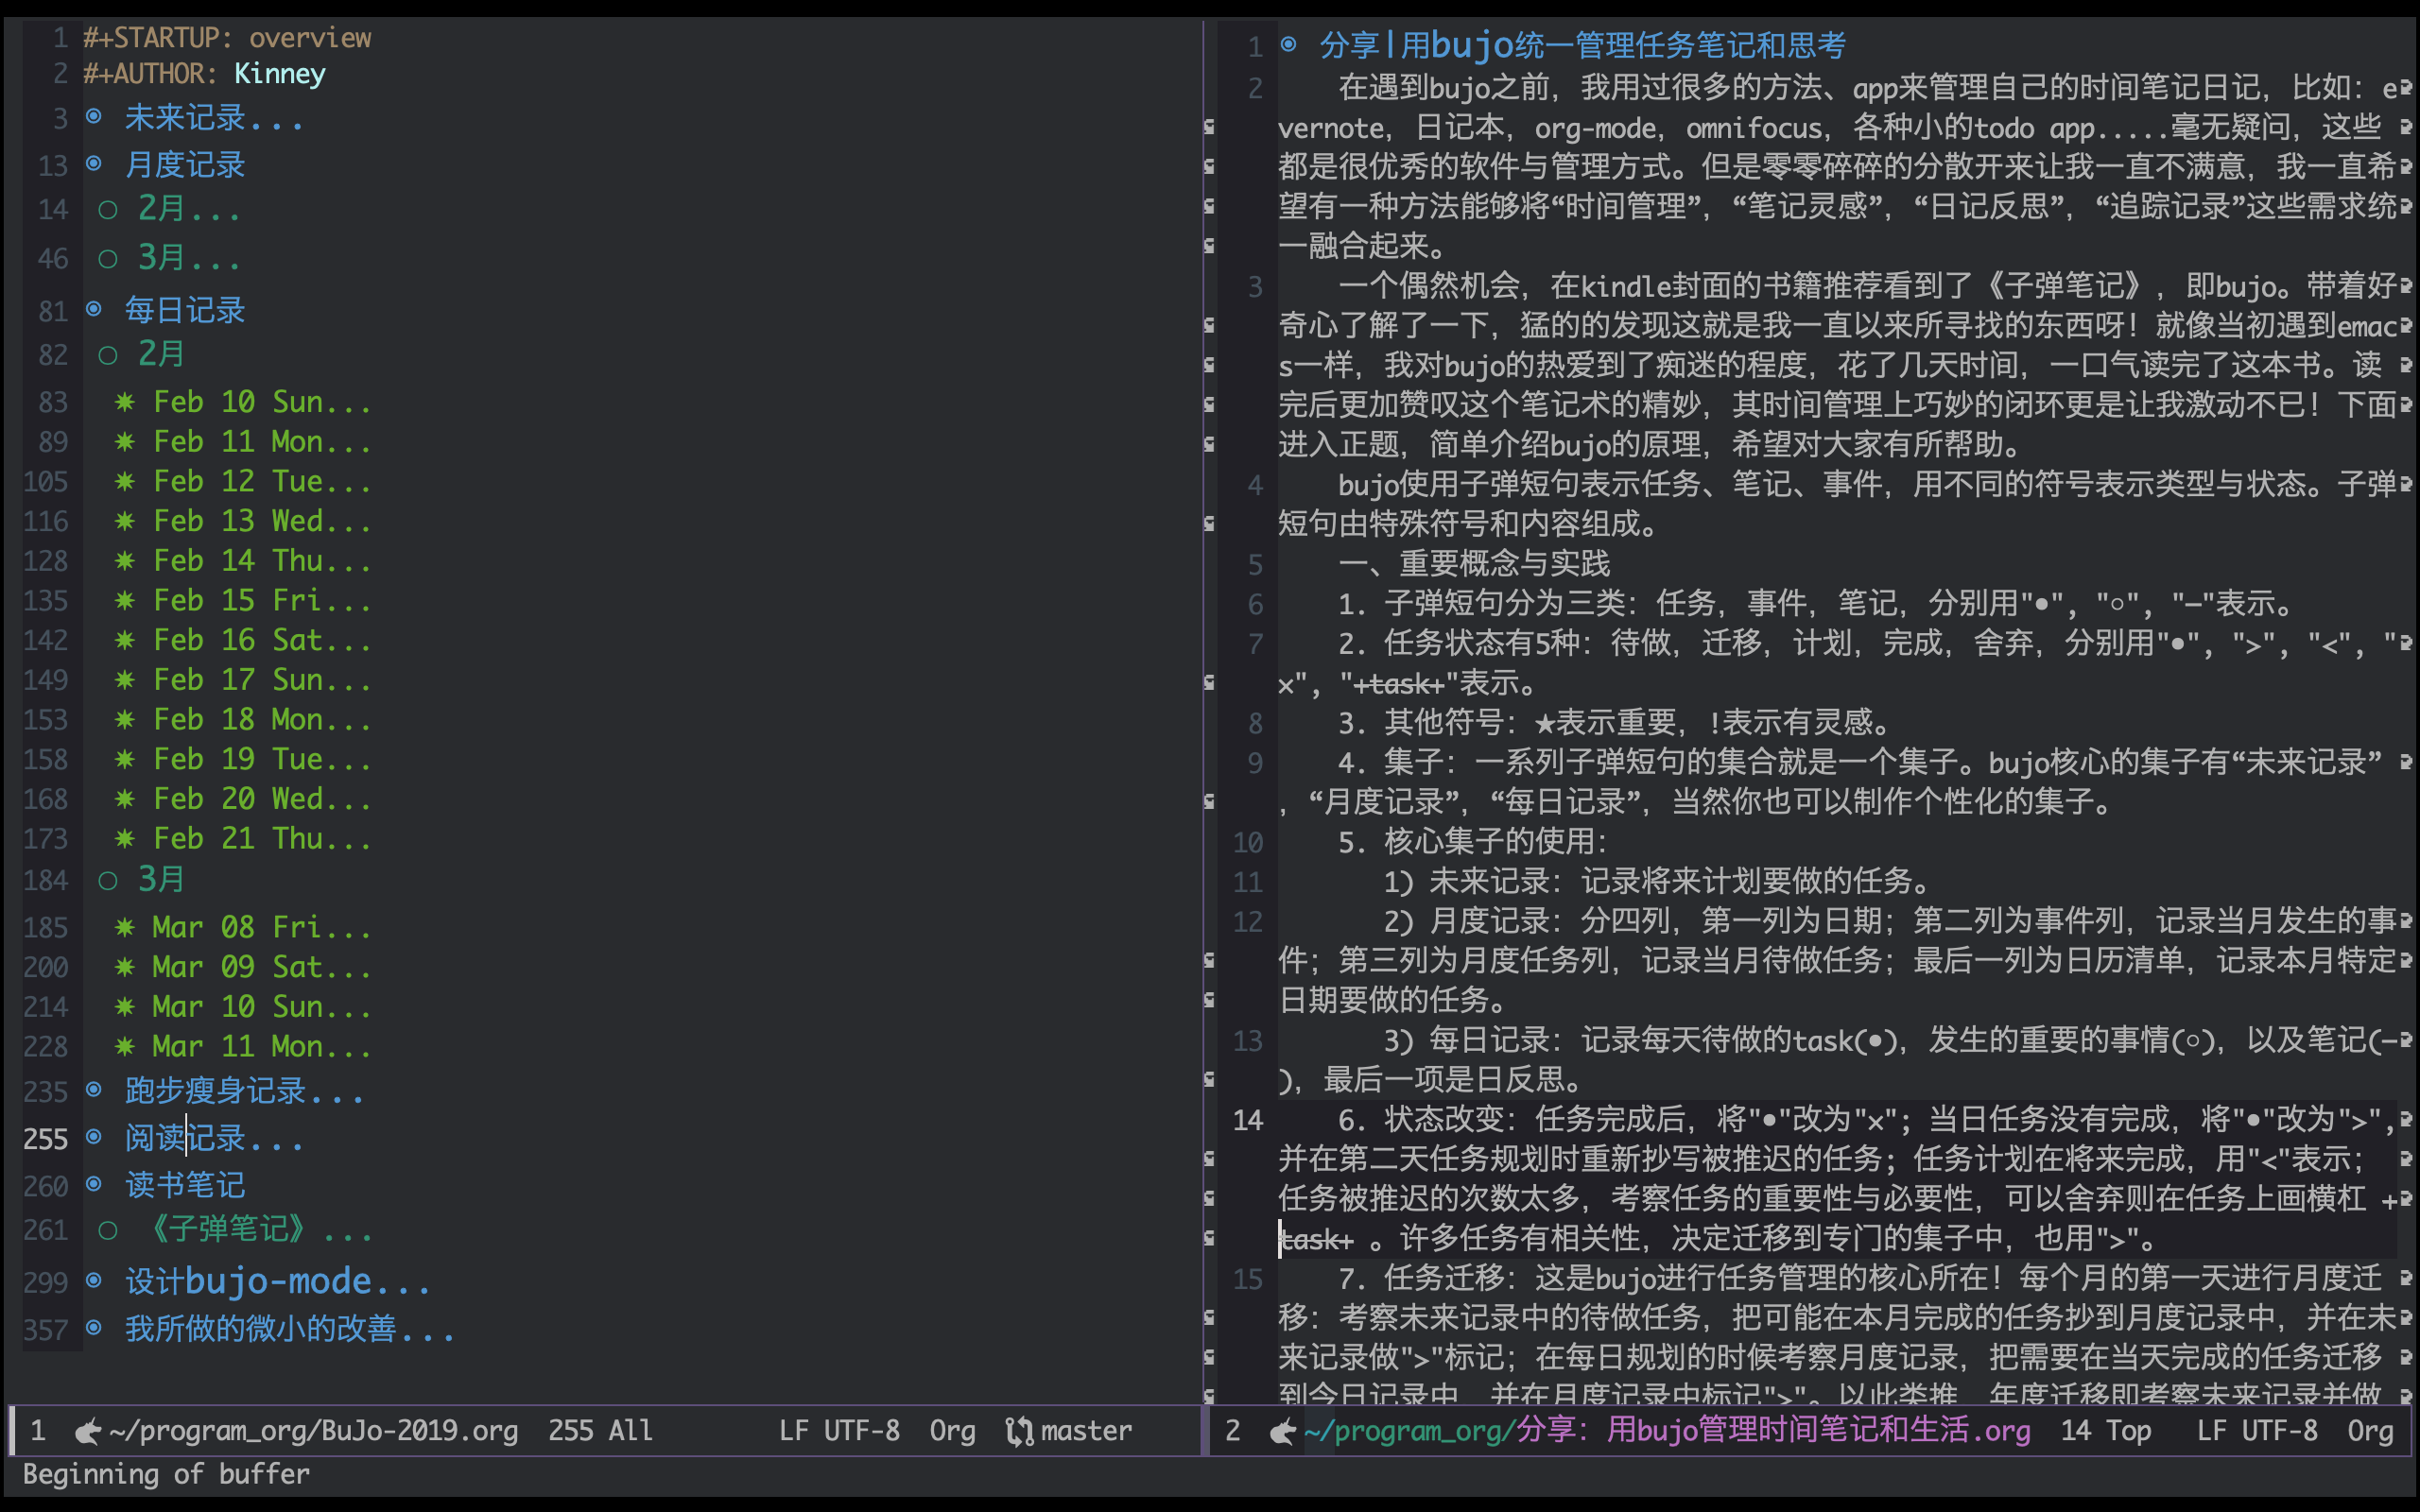 1 #+STARTUP: overview
2 #+AUTHOR: Kinney
3 未来记录...
13 月度记录
14 2月...
46 3月...
81 每日记录
82 2月
83 Feb 10 Sun...
89 Feb 11 Mon...
105 Feb 12 Tue...
116 Feb 13 Wed...
128 Feb 14 Thu...
135 Feb 15 Fri...
142 Feb 16 Sat...
149 Feb 17 Sun...
153 Feb 18 Mon...
158 Feb 19 Tue...
168 Feb 20 Wed...
173 Feb 21 Thu...
184 3月
185 Mar 08 Fri...
200 Mar 09 Sat...
214 Mar 10 Sun...
228 Mar 11 Mon...
235 跑步瘦身记录...
255 阅读记录...
260 读书笔记
261 《子弹笔记》...
299 设计bujo-mode...
357 我所做的微小的改善...
1 ~/program_org/BuJo-2019.org 255 All LF UTF-8 Org master
1 分享|用bujo统一管理任务笔记和思考
2 在遇到bujo之前，我用过很多的方法、app来管理自己的时间笔记日记，比如：e
vernote，日记本，org-mode，omnifocus，各种小的todo app.....毫无疑问，这些
都是很优秀的软件与管理方式。但是零零碎碎的分散开来让我一直不满意，我一直希
望有一种方法能够将“时间管理”，“笔记灵感”，“日记反思”，“追踪记录”这些需求统
一融合起来。
3 一个偶然机会，在kindle封面的书籍推荐看到了《子弹笔记》，即bujo。带着好
奇心了解了一下，猛的的发现这就是我一直以来所寻找的东西呀！就像当初遇到emac
s一样，我对bujo的热爱到了痴迷的程度，花了几天时间，一口气读完了这本书。读
完后更加赞叹这个笔记术的精妙，其时间管理上巧妙的闭环更是让我激动不已！下面
进入正题，简单介绍bujo的原理，希望对大家有所帮助。
4 bujo使用子弹短句表示任务、笔记、事件，用不同的符号表示类型与状态。子弹
短句由特殊符号和内容组成。
5 一、重要概念与实践
6 1. 子弹短句分为三类：任务，事件，笔记，分别用"•"，"○"，"—"表示。
7 2. 任务状态有5种：待做，迁移，计划，完成，舍弃，分别用"•"，">"，"<"，"
×"，"+task+"表示。
8 3. 其他符号：★表示重要，!表示有灵感。
9 4. 集子：一系列子弹短句的集合就是一个集子。bujo核心的集子有“未来记录”
，“月度记录”，“每日记录”，当然你也可以制作个性化的集子。
10 5. 核心集子的使用：
11 1) 未来记录：记录将来计划要做的任务。
12 2) 月度记录：分四列，第一列为日期；第二列为事件列，记录当月发生的事
件；第三列为月度任务列，记录当月待做任务；最后一列为日历清单，记录本月特定
日期要做的任务。
13 3) 每日记录：记录每天待做的task(•)，发生的重要的事情(○)，以及笔记(—
)，最后一项是日反思。
14 6. 状态改变：任务完成后，将"•"改为"×"；当日任务没有完成，将"•"改为">"，
并在第二天任务规划时重新抄写被推迟的任务；任务计划在将来完成，用"<"表示；
任务被推迟的次数太多，考察任务的重要性与必要性，可以舍弃则在任务上画横杠 +
task+ 。许多任务有相关性，决定迁移到专门的集子中，也用">"。
15 7. 任务迁移：这是bujo进行任务管理的核心所在！每个月的第一天进行月度迁
移：考察未来记录中的待做任务，把可能在本月完成的任务抄到月度记录中，并在未
来记录做">"标记；在每日规划的时候考察月度记录，把需要在当天完成的任务迁移
到今日记录中，并在月度记录中标记">"。以此类推，年度迁移即考察未来记录并做
2 ~/program_org/分享：用bujo管理时间笔记和生活.org 14 Top LF UTF-8 Org
Beginning of buffer